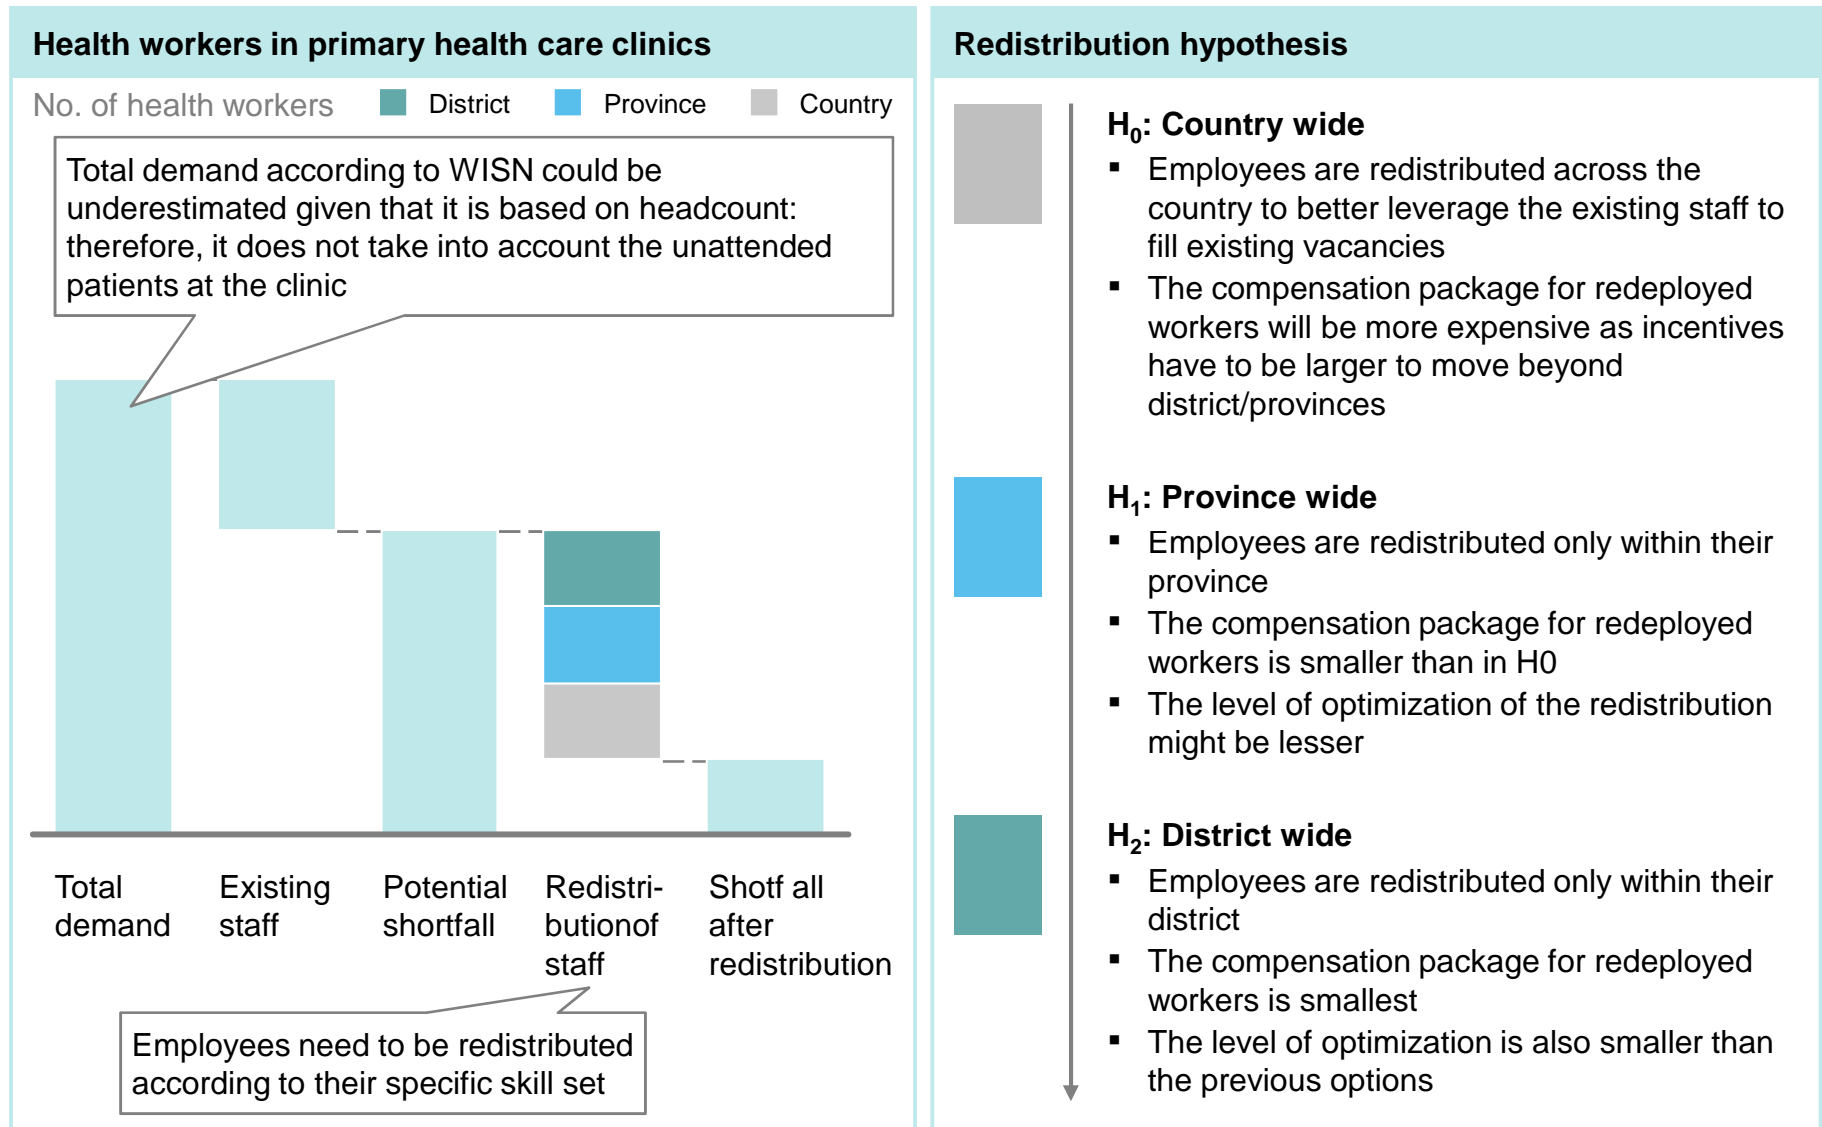 Health workers in primary health care clinics
No. of health workers
District
Province
Country
Total demand according to WISN could be
underestimated given that it is based on headcount:
therefore, it does not take into account the unattended
patients at the clinic
Total
demand
Existing
staff
Potential
shortfall
Redistri-
butionof
staff
Shotf all
after
redistribution
Employees need to be redistributed
according to their specific skill set
Redistribution hypothesis
H₀: Country wide
▪ Employees are redistributed across the
country to better leverage the existing staff to
fill existing vacancies
▪ The compensation package for redeployed
workers will be more expensive as incentives
have to be larger to move beyond
district/provinces
H₁: Province wide
▪ Employees are redistributed only within their
province
▪ The compensation package for redeployed
workers is smaller than in H0
▪ The level of optimization of the redistribution
might be lesser
H₂: District wide
▪ Employees are redistributed only within their
district
▪ The compensation package for redeployed
workers is smallest
▪ The level of optimization is also smaller than
the previous options